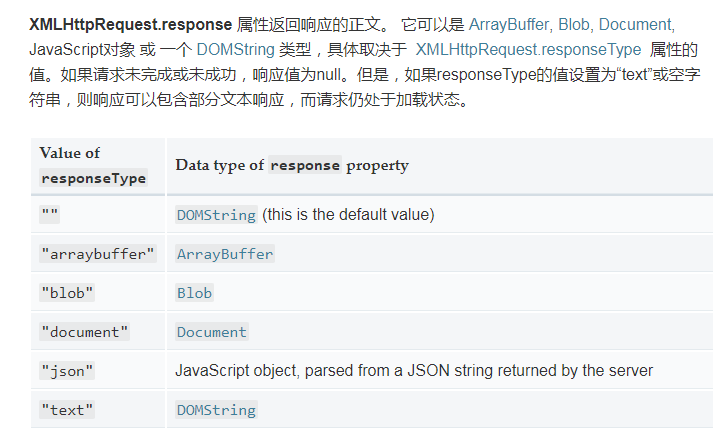 XMLHttpRequest.response 属性返回响应的正文。 它可以是 ArrayBuffer, Blob, Document,
JavaScript对象 或 一个 DOMString 类型，具体取决于 XMLHttpRequest.responseType 属性的
值。如果请求未完成或未成功，响应值为null。但是，如果responseType的值设置为“text”或空字
符串，则响应可以包含部分文本响应，而请求仍处于加载状态。
Value of
responseType
Data type of response property
""
DOMString (this is the default value)
"arraybuffer"
ArrayBuffer
"blob"
Blob
"document"
Document
"json"
JavaScript object, parsed from a JSON string returned by the server
"text"
DOMString